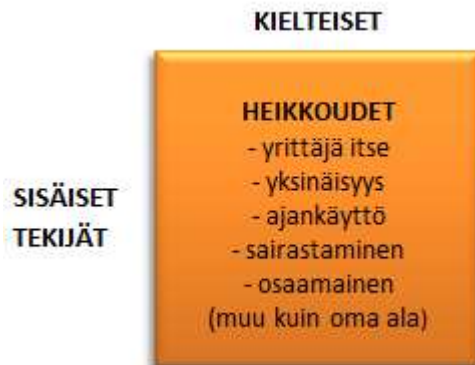 KIELTEISET
HEIKKOUDET
- yrittäjä itse
- yksinäisyys
- ajankäyttö
- sairastaminen
- osaamainen
(muu kuin oma ala)
SISÄISET
TEKIJÄT